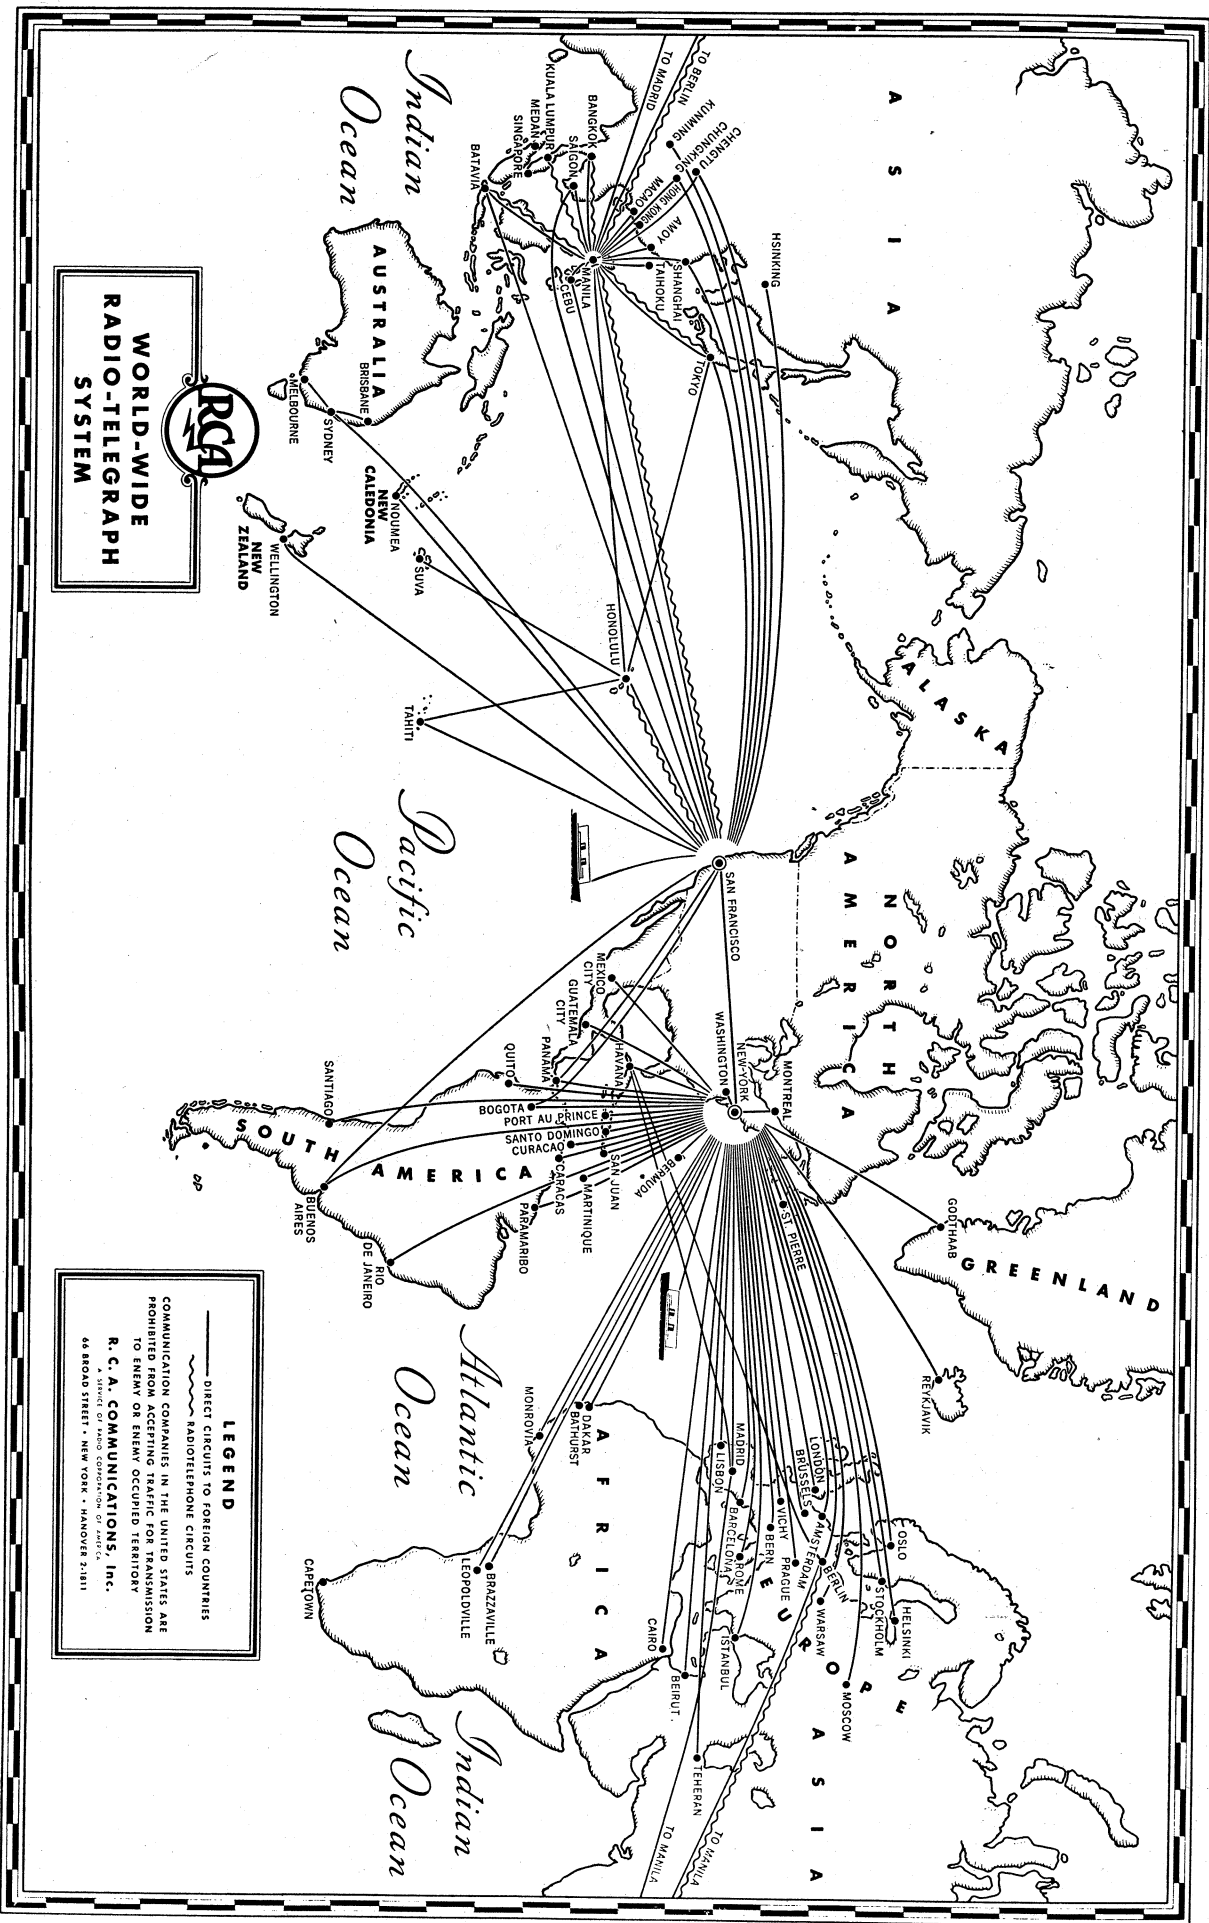 ASIA
TO BERLIN
TO MADRID
KUNMING
CHUNGKING
CHENGTU
BANGKOK
SAIGON
KUALA LUMPUR
MEDAN
SINGAPORE
BATAVIA
MACAO
HONG KONG
AMOY
TAIHOKU
SHANGHAI
HSINKING
MANILA
CEBU
TOKYO
Indian
Ocean
AUSTRALIA
BRISBANE
SYDNEY
MELBOURNE
NOUMEA
NEW
CALEDONIA
SUVA
WELLINGTON
NEW
ZEALAND
HONOLULU
TAHITI
Pacific
Ocean
ALASKA
NORTH
AMERICA
SAN FRANCISCO
MEXICO
CITY
GUATEMALA
CITY
HAVANA
PANAMA
QUITO
WASHINGTON
NEW-YORK
MONTREAL
BOGOTA
PORT AU PRINCE
SANTO DOMINGO
CURACAO
SAN JUAN
CARACAS
MARTINIQUE
PARAMARIBO
BERMUDA
ST. PIERRE
SANTIAGO
SOUTH
AMERICA
BUENOS
AIRES
RIO
DE JANEIRO
GODTHAAB
GREENLAND
REYKJAVIK
Atlantic
Ocean
MONROVIA
DAKAR
BATHURST
AFRICA
LEOPOLDVILLE
BRAZZAVILLE
CAPETOWN
CAIRO
BEIRUT
TEHERAN
ISTANBUL
MADRID
LISBON
BARCELONA
ROME
VICHY
BERN
PRAGUE
LONDON
BRUSSELS
AMSTERDAM
BERLIN
WARSAW
OSLO
STOCKHOLM
HELSINKI
MOSCOW
EUROPE
ASIA
TO MANILA
TO MANILA
Indian
Ocean
RCA
WORLD-WIDE
RADIO-TELEGRAPH
SYSTEM
LEGEND
DIRECT CIRCUITS TO FOREIGN COUNTRIES
RADIOTELEPHONE CIRCUITS
COMMUNICATION COMPANIES IN THE UNITED STATES ARE
PROHIBITED FROM ACCEPTING TRAFFIC FOR TRANSMISSION
TO ENEMY OR ENEMY OCCUPIED TERRITORY
R. C. A. COMMUNICATIONS, Inc.
A SERVICE OF RADIO CORPORATION OF AMERICA
66 BROAD STREET • NEW YORK • HANOVER 2-1811